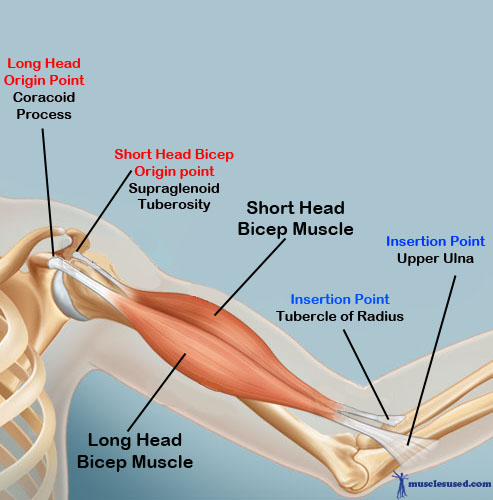 Long Head
Origin Point
Coracoid
Process
Short Head Bicep
Origin point
Supraglenoid
Tuberosity
Short Head
Bicep Muscle
Insertion Point
Upper Ulna
Insertion Point
Tubercle of Radius
Long Head
Bicep Muscle
musclesused.com